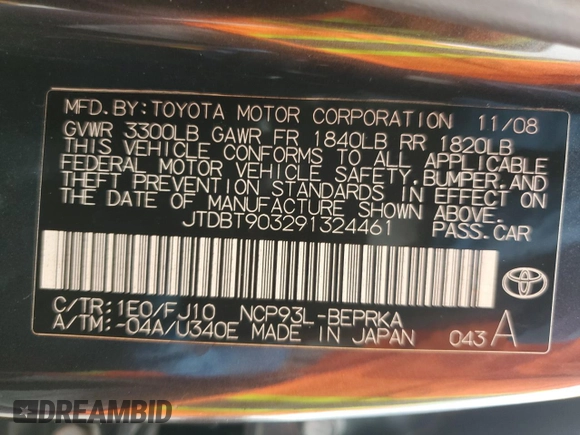 MFD. BY: TOYOTA MOTOR CORPORATION 11/08
GVWR 3300LB GAWR FR 1840LB RR 1820LB
THIS VEHICLE CONFORMS TO ALL APPLICABLE
FEDERAL MOTOR VEHICLE SAFETY, BUMPER, AND
THEFT PREVENTION STANDARDS IN EFFECT ON
THE DATE OF MANUFACTURE SHOWN ABOVE.
JTDBT903291324461 PASS.CAR
C/TR: 1E0/FJ10 NCP93L-BEPRKA
A/TM: -04A/U340E MADE IN JAPAN 043 A
TOYOTA
DREAMBID